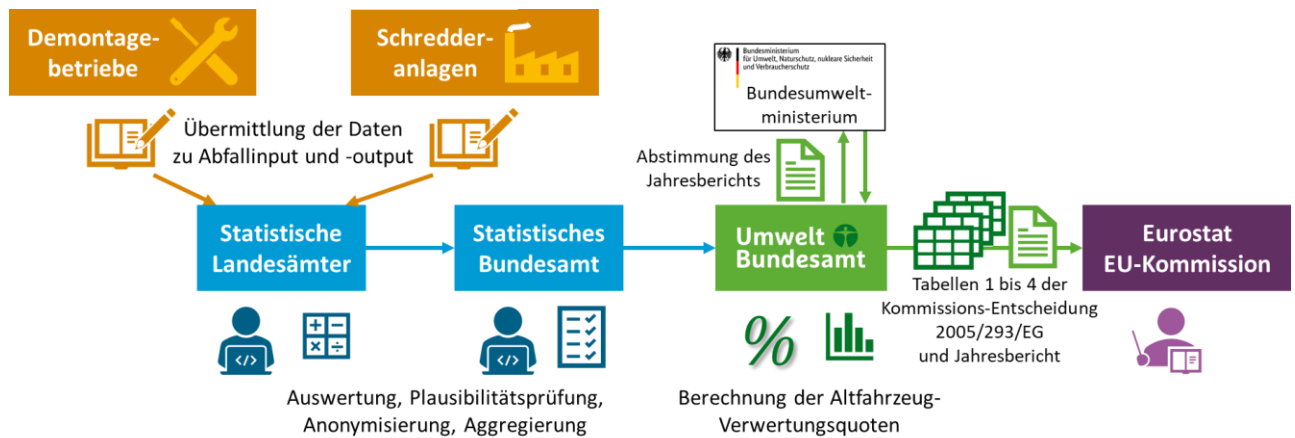 Demontage-
betriebe
Schredder-
anlagen
Übermittlung der Daten
zu Abfallinput und -output
Bundesministerium
für Umwelt, Naturschutz, nukleare Sicherheit
und Verbraucherschutz
Bundesumwelt-
ministerium
Abstimmung des
Jahresberichts
Statistische
Landesämter
Statistisches
Bundesamt
Umwelt
Bundesamt
Eurostat
EU-Kommission
Tabellen 1 bis 4 der
Kommissions-Entscheidung
2005/293/EG
und Jahresbericht
</>
+ −
× ÷
</>
%
Auswertung, Plausibilitätsprüfung,
Anonymisierung, Aggregierung
Berechnung der Altfahrzeug-
Verwertungsquoten